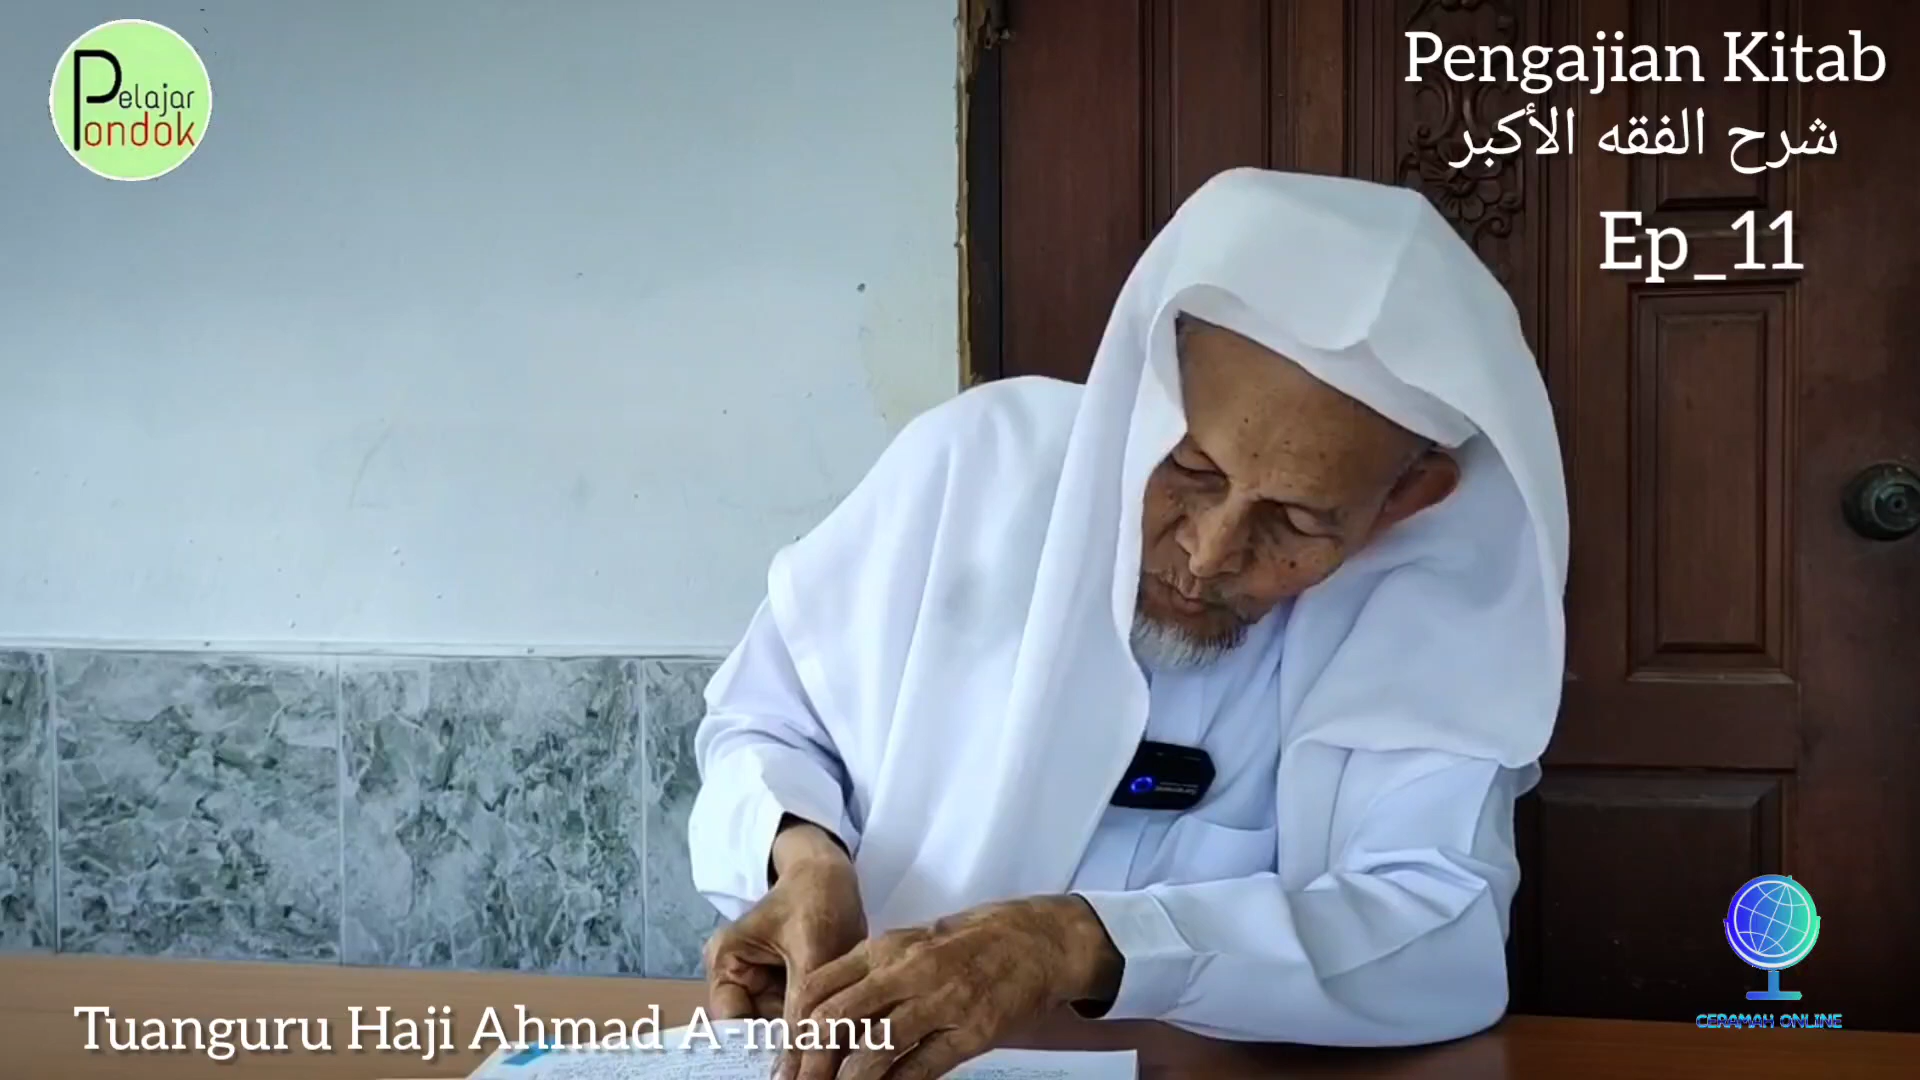 Pelajar
Pondok
Pengajian Kitab
شرح الفقه الأكبر
Ep_11
Tuanguru Haji Ahmad A-manu
CERAMAH ONLINE